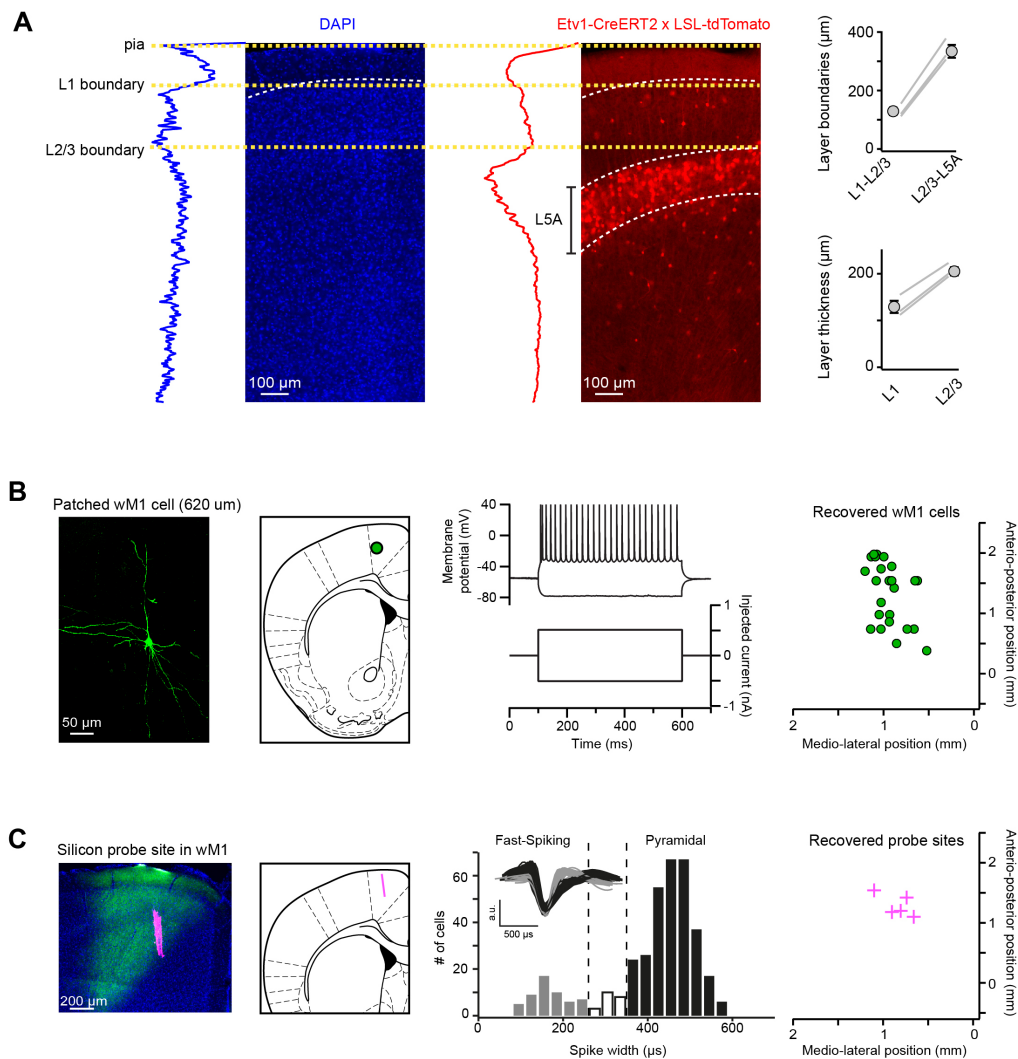 A
DAPI
Etv1-CreERT2 x LSL-tdTomato
pia
L1 boundary
L2/3 boundary
L5A
100 µm
100 µm
Layer boundaries (µm)
400
200
0
L1-L2/3
L2/3-L5A
Layer thickness (µm)
200
0
L1
L2/3
B
Patched wM1 cell (620 um)
50 µm
Membrane
potential (mV)
40
0
-40
-80
Injected current (nA)
1
0
-1
0
200
400
600
Time (ms)
Recovered wM1 cells
Anterio-posterior position (mm)
2
1
0
2
1
0
Medio-lateral position (mm)
C
Silicon probe site in wM1
200 µm
Fast-Spiking
Pyramidal
# of cells
60
40
20
0
a.u.
500 µs
0
200
400
600
Spike width (µs)
Recovered probe sites
Anterio-posterior position (mm)
2
1
0
2
1
0
Medio-lateral position (mm)